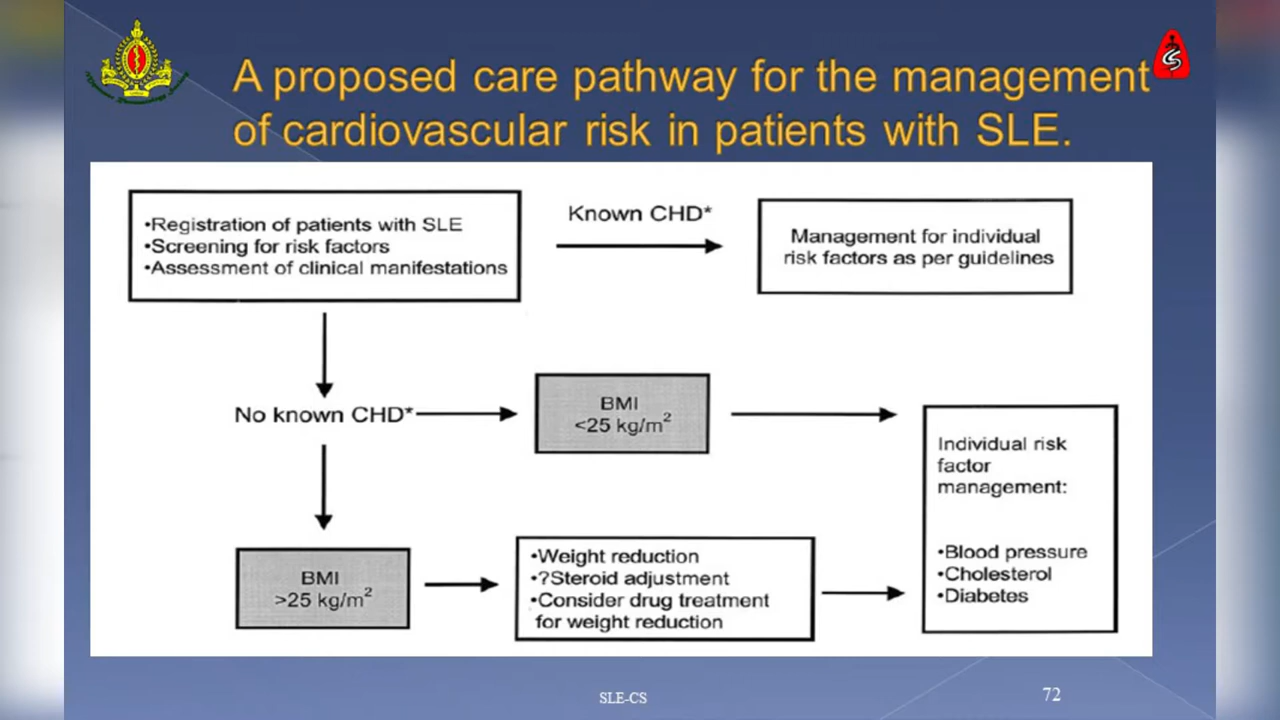 A proposed care pathway for the management
of cardiovascular risk in patients with SLE.
•Registration of patients with SLE
•Screening for risk factors
•Assessment of clinical manifestations
Known CHD*
Management for individual
risk factors as per guidelines
No known CHD*
BMI
<25 kg/m²
BMI
>25 kg/m²
•Weight reduction
•?Steroid adjustment
•Consider drug treatment
for weight reduction
Individual risk
factor
management:
•Blood pressure
•Cholesterol
•Diabetes
SLE-CS
72